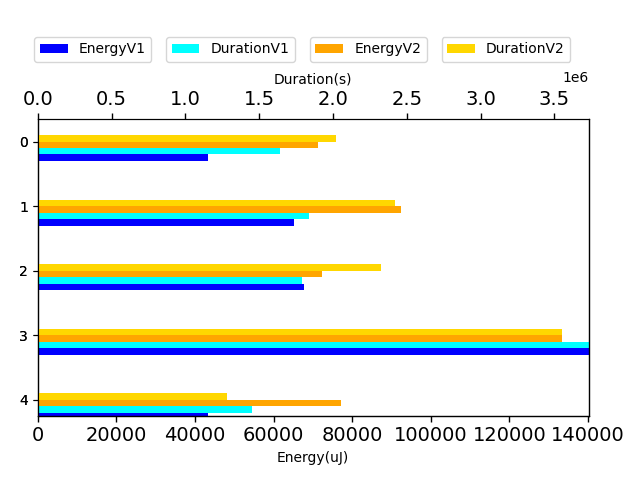 EnergyV1 DurationV1 EnergyV2 DurationV2
Duration(s)
1e6
0.0 0.5 1.0 1.5 2.0 2.5 3.0 3.5
0
1
2
3
4
0 20000 40000 60000 80000 100000 120000 140000
Energy(uJ)